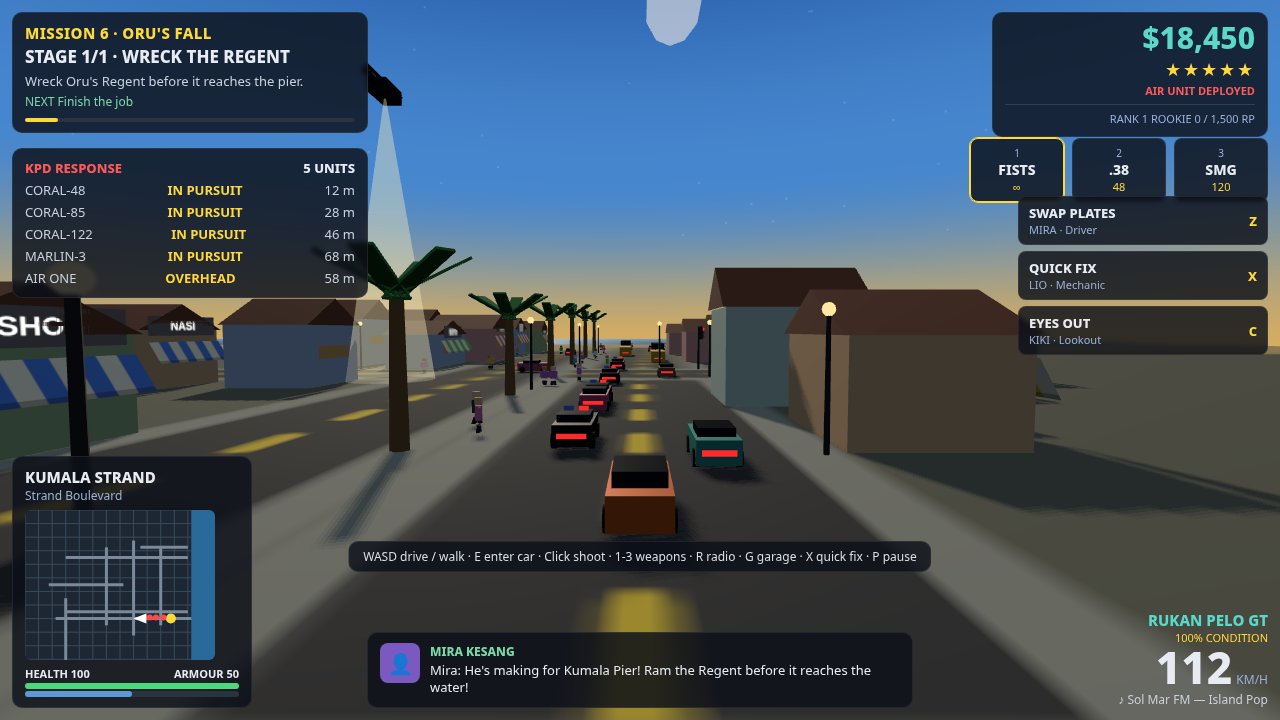 MISSION 6 · ORU'S FALL
STAGE 1/1 · WRECK THE REGENT
Wreck Oru's Regent before it reaches the pier.
NEXT Finish the job
KPD RESPONSE 5 UNITS
CORAL-48 IN PURSUIT 12 m
CORAL-85 IN PURSUIT 28 m
CORAL-122 IN PURSUIT 46 m
MARLIN-3 IN PURSUIT 68 m
AIR ONE OVERHEAD 58 m
$18,450
★★★★★
AIR UNIT DEPLOYED
RANK 1 ROOKIE 0 / 1,500 RP
1 2 3
FISTS .38 SMG
∞ 48 120
SWAP PLATES Z
MIRA · Driver
QUICK FIX X
LIO · Mechanic
EYES OUT C
KIKI · Lookout
SHO
NASI
KUMALA STRAND
Strand Boulevard
HEALTH 100 ARMOUR 50
WASD drive / walk · E enter car · Click shoot · 1-3 weapons · R radio · G garage · X quick fix · P pause
MIRA KESANG
Mira: He's making for Kumala Pier! Ram the Regent before it reaches the
water!
RUKAN PELO GT
100% CONDITION
112 KM/H
♪ Sol Mar FM — Island Pop